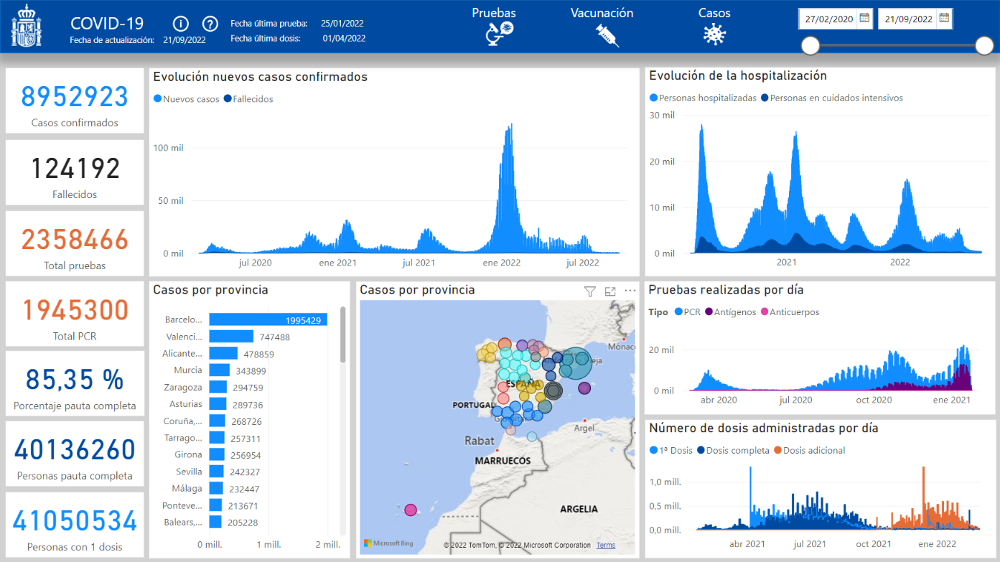 COVID-19
Fecha de actualización: 21/09/2022
Fecha última prueba: 25/01/2022
Fecha última dosis: 01/04/2022
Pruebas
Vacunación
Casos
27/02/2020
21/09/2022
8952923
Casos confirmados
124192
Fallecidos
2358466
Total pruebas
1945300
Total PCR
85,35 %
Porcentaje pauta completa
40136260
Personas pauta completa
41050534
Personas con 1 dosis
Evolución nuevos casos confirmados
Nuevos casos Fallecidos
100 mil
50 mil
0 mil
jul 2020 ene 2021 jul 2021 ene 2022 jul 2022
Evolución de la hospitalización
Personas hospitalizadas Personas en cuidados intensivos
30 mil
20 mil
10 mil
0 mil
2021 2022
Casos por provincia
Barcelo... 1995429
Valenci... 747488
Alicante... 478859
Murcia 343899
Zaragoza 294759
Asturias 289736
Coruña,... 268726
Tarrago... 257311
Girona 256954
Sevilla 242327
Málaga 232447
Ponteve... 213671
Balears,... 205228
0 mill. 1 mill. 2 mill.
Casos por provincia
Mónaco
ESPAÑA
PORTUGAL
Gibraltar
Argel
Rabat
MARRUECOS
ARGELIA
Microsoft Bing
© 2022 TomTom, © 2022 Microsoft Corporation Terms
Pruebas realizadas por día
Tipo PCR Antígenos Anticuerpos
20 mil
0 mil
abr 2020 jul 2020 oct 2020 ene 2021
Número de dosis administradas por día
1ª Dosis Dosis completa Dosis adicional
1,0 mill.
0,5 mill.
0,0 mill.
abr 2021 jul 2021 oct 2021 ene 2022